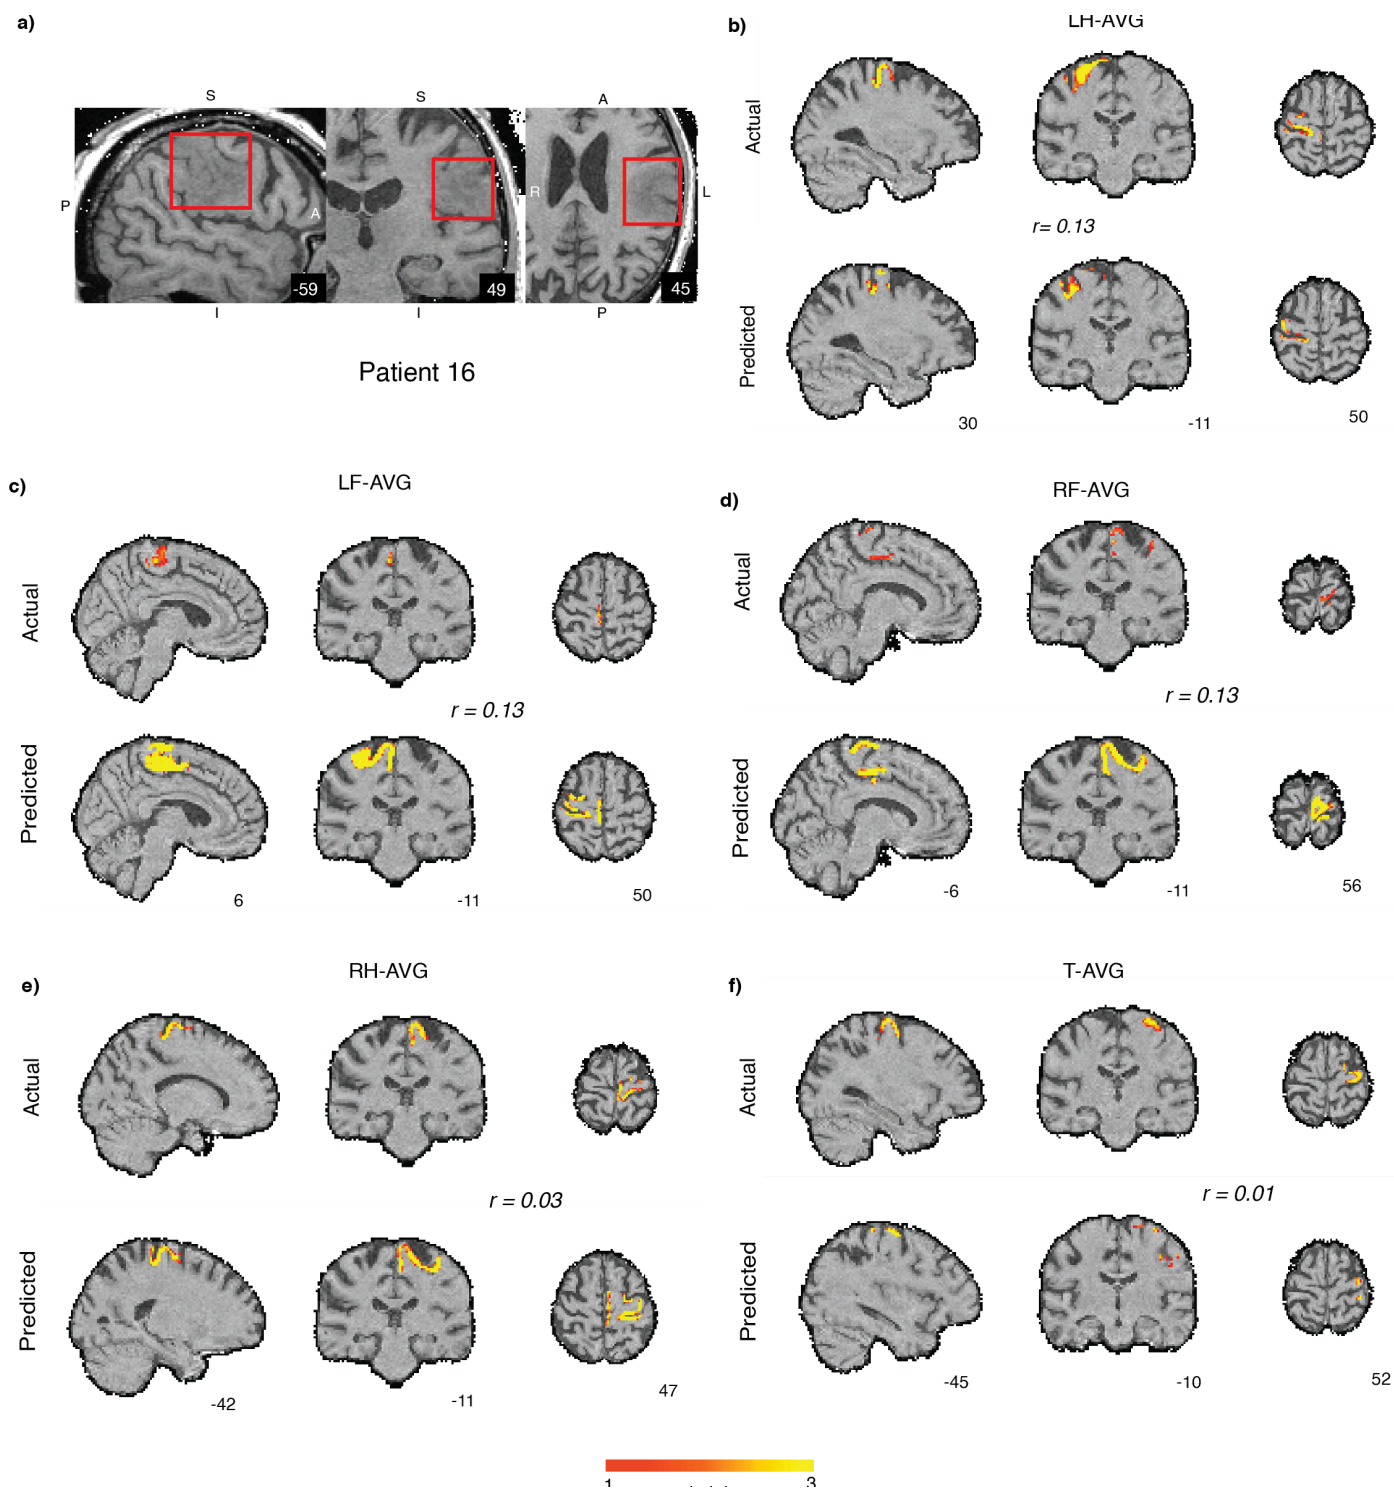 a)
S
S
A
P
A
R
L
-59
49
45
I
I
P
Patient 16
b)
LH-AVG
Actual
r= 0.13
Predicted
30
-11
50
c)
LF-AVG
Actual
r = 0.13
Predicted
6
-11
50
d)
RF-AVG
Actual
r = 0.13
Predicted
-6
-11
56
e)
RH-AVG
Actual
r = 0.03
Predicted
-42
-11
47
f)
T-AVG
Actual
r = 0.01
Predicted
-45
-10
52
1
3